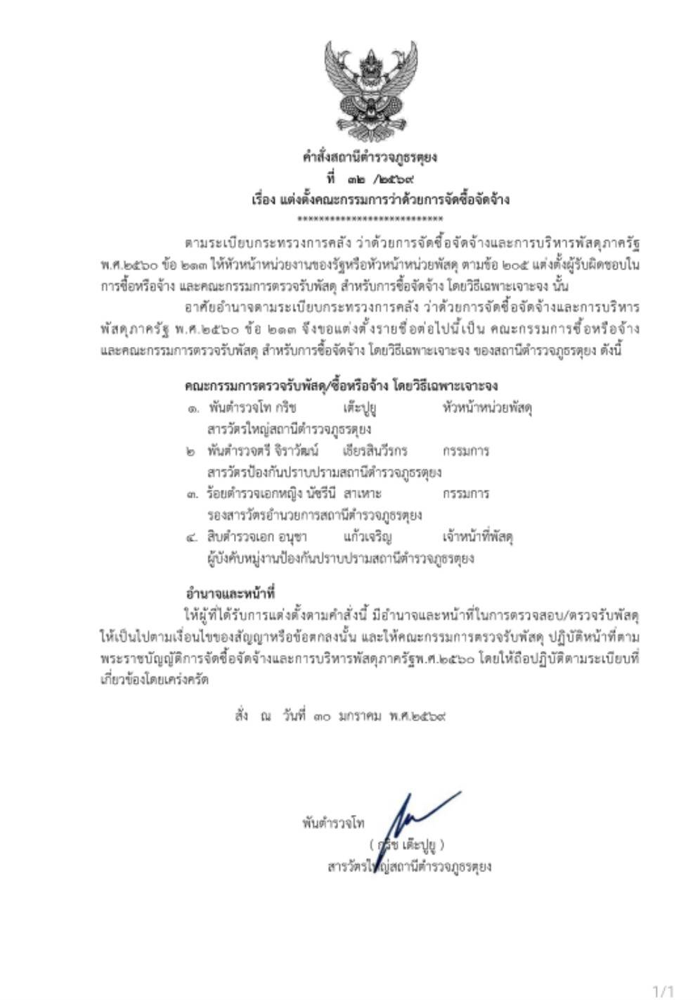 คำสั่งสถานีตำรวจภูธรตุยง
ที่ ๓๒ /๒๕๖๙
เรื่อง แต่งตั้งคณะกรรมการว่าด้วยการจัดซื้อจัดจ้าง
***************************
ตามระเบียบกระทรวงการคลัง ว่าด้วยการจัดซื้อจัดจ้างและการบริหารพัสดุภาครัฐ
พ.ศ.๒๕๖๐ ข้อ ๒๑๓ ให้หัวหน้าหน่วยงานของรัฐหรือหัวหน้าหน่วยพัสดุ ตามข้อ ๒๐๕ แต่งตั้งผู้รับผิดชอบใน
การซื้อหรือจ้าง และคณะกรรมการตรวจรับพัสดุ สำหรับการซื้อจัดจ้าง โดยวิธีเฉพาะเจาะจง นั้น
อาศัยอำนาจตามระเบียบกระทรวงการคลัง ว่าด้วยการจัดซื้อจัดจ้างและการบริหาร
พัสดุภาครัฐ พ.ศ.๒๕๖๐ ข้อ ๒๑๓ จึงขอแต่งตั้งรายชื่อต่อไปนี้เป็น คณะกรรมการซื้อหรือจ้าง
และคณะกรรมการตรวจรับพัสดุ สำหรับการซื้อจัดจ้าง โดยวิธีเฉพาะเจาะจง ของสถานีตำรวจภูธรตุยง ดังนี้
คณะกรรมการตรวจรับพัสดุ/ซื้อหรือจ้าง โดยวิธีเฉพาะเจาะจง
๑. พันตำรวจโท กริช เต๊ะปูยู หัวหน้าหน่วยพัสดุ
สารวัตรใหญ่สถานีตำรวจภูธรตุยง
๒ พันตำรวจตรี จิราวัฒน์ เธียรสินวีรกร กรรมการ
สารวัตรป้องกันปราบปรามสถานีตำรวจภูธรตุยง
๓. ร้อยตำรวจเอกหญิง นัซรีนี สาเหาะ กรรมการ
รองสารวัตรอำนวยการสถานีตำรวจภูธรตุยง
๔. สิบตำรวจเอก อนุชา แก้วเจริญ เจ้าหน้าที่พัสดุ
ผู้บังคับหมู่งานป้องกันปราบปรามสถานีตำรวจภูธรตุยง
อำนาจและหน้าที่
ให้ผู้ที่ได้รับการแต่งตั้งตามคำสั่งนี้ มีอำนาจและหน้าที่ในการตรวจสอบ/ตรวจรับพัสดุ
ให้เป็นไปตามเงื่อนไขของสัญญาหรือข้อตกลงนั้น และให้คณะกรรมการตรวจรับพัสดุ ปฏิบัติหน้าที่ตาม
พระราชบัญญัติการจัดซื้อจัดจ้างและการบริหารพัสดุภาครัฐพ.ศ.๒๕๖๐ โดยให้ถือปฏิบัติตามระเบียบที่
เกี่ยวข้องโดยเคร่งครัด
สั่ง ณ วันที่ ๓๐ มกราคม พ.ศ.๒๕๖๙
พันตำรวจโท
( กริช เต๊ะปูยู )
สารวัตรใหญ่สถานีตำรวจภูธรตุยง
1/1